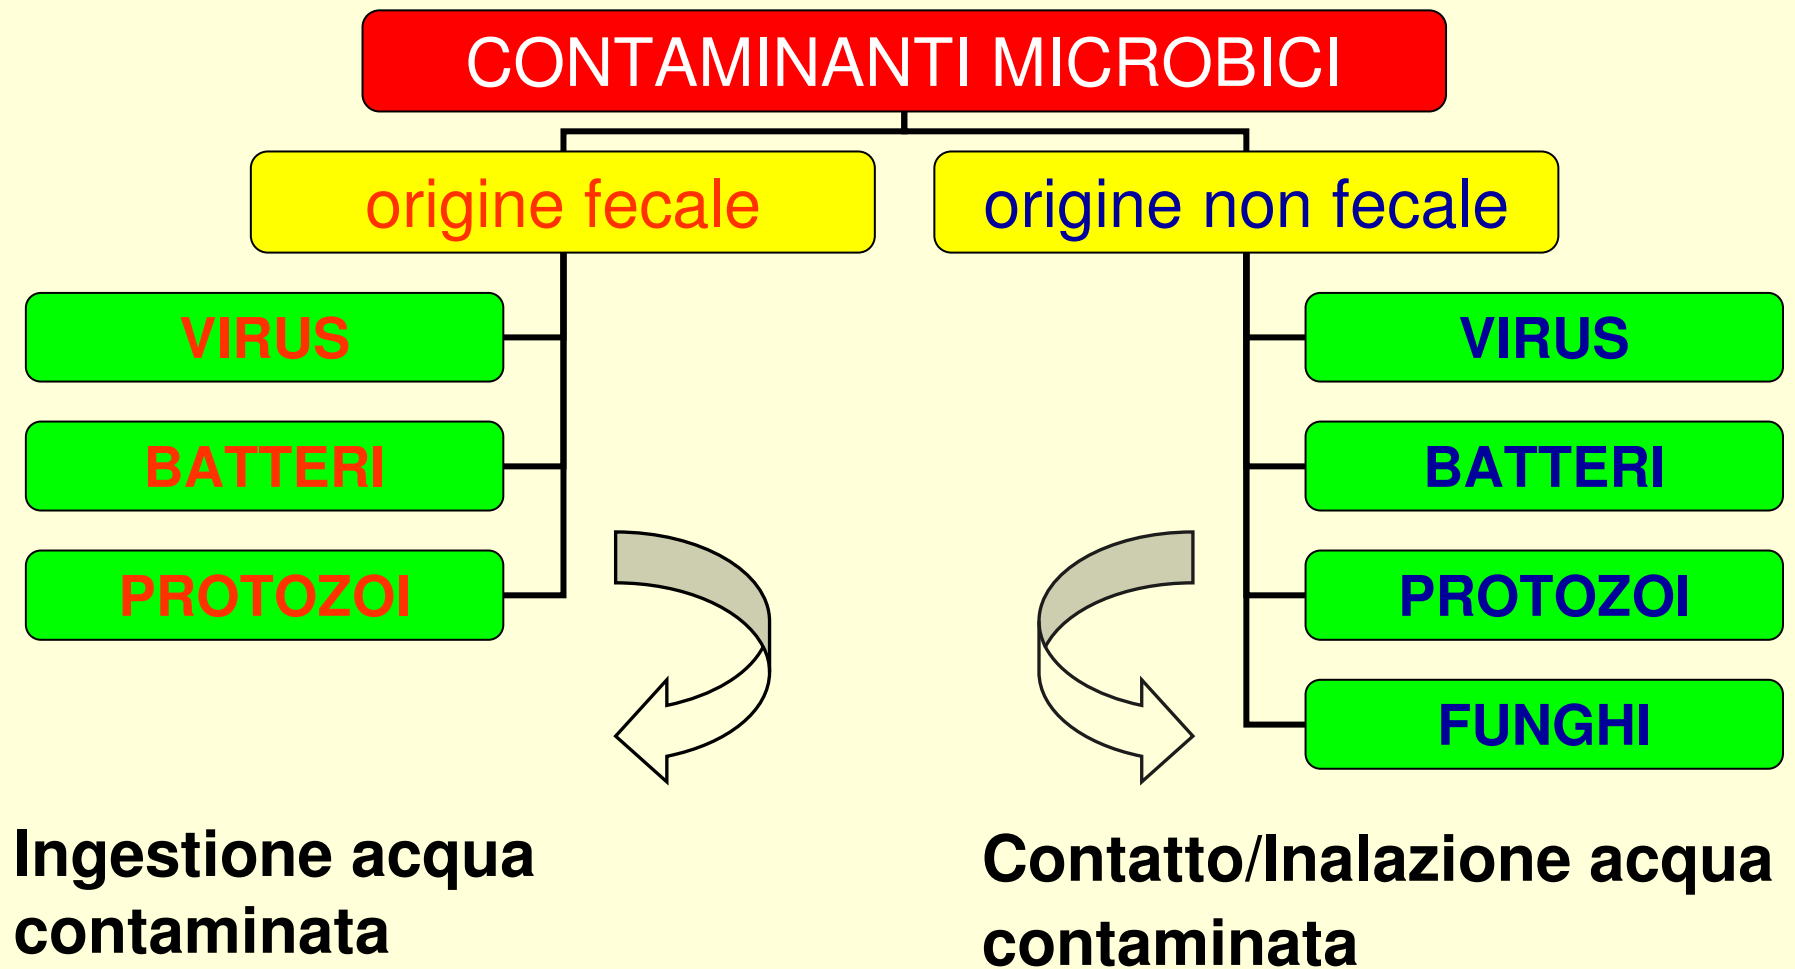 CONTAMINANTI MICROBICI
origine fecale
origine non fecale
VIRUS
BATTERI
PROTOZOI
VIRUS
BATTERI
PROTOZOI
FUNGHI
Ingestione acqua
contaminata
Contatto/Inalazione acqua
contaminata